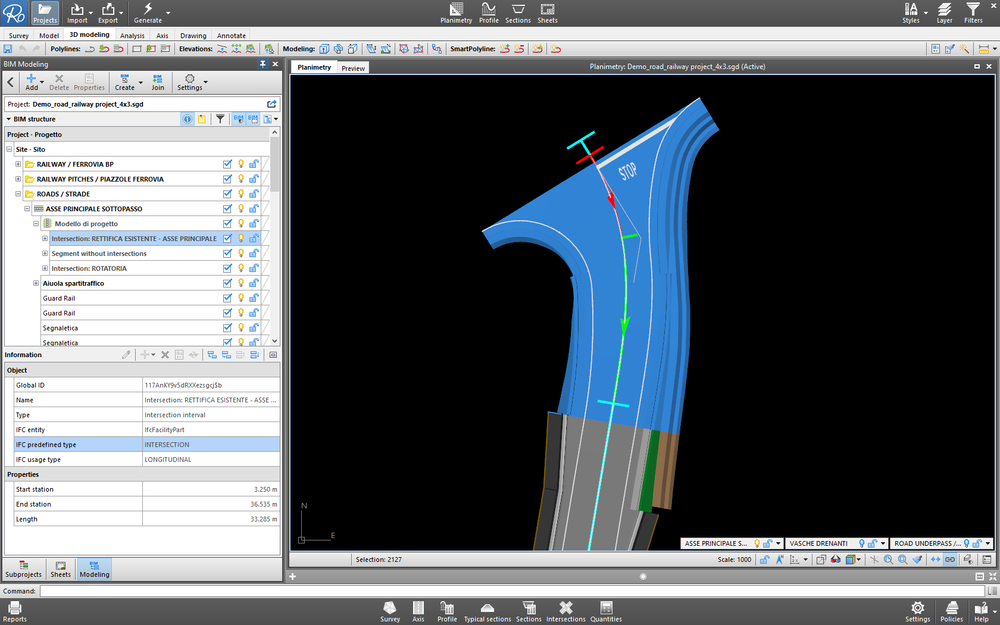 Ro
Projects
Import
Export
Generate
Planimetry
Profile
Sections
Sheets
Styles
Layer
Filters
Survey
Model
3D modeling
Analysis
Axis
Drawing
Annotate
Polylines:
Elevations:
Modeling:
SmartPolyline:
BIM Modeling
Add
Delete
Properties
BIM
Create
BIM
Join
Settings
Project: Demo_road_railway project_4x3.sgd
BIM structure
BIM
BIM
Project - Progetto
Site - Sito
RAILWAY / FERROVIA BP
RAILWAY PITCHES / PIAZZOLE FERROVIA
ROADS / STRADE
ASSE PRINCIPALE SOTTOPASSO
Modello di progetto
Intersection: RETTIFICA ESISTENTE - ASSE PRINCIPALE
Segment without intersections
Intersection: ROTATORIA
Aiuola spartitraffico
Guard Rail
Guard Rail
Segnaletica
Segnaletica
Information
Object
Global ID 117AnKY9v5dRXXezsgcj$b
Name Intersection: RETTIFICA ESISTENTE - ASSE ...
Type Intersection interval
IFC entity IfcFacilityPart
IFC predefined type INTERSECTION
IFC usage type LONGITUDINAL
Properties
Start station 3.250 m
End station 36.535 m
Length 33.285 m
Subprojects
Sheets
BIM
Modeling
Planimetry
Preview
Planimetry: Demo_road_railway project_4x3.sgd (Active)
STOP
N
E
ASSE PRINCIPALE S...
VASCHE DRENANTI
ROAD UNDERPASS /...
Selection: 2127
Scale: 1000
Command:
Reports
Survey
Axis
Profile
Typical sections
Sections
Intersections
Quantities
Settings
Policies
Help